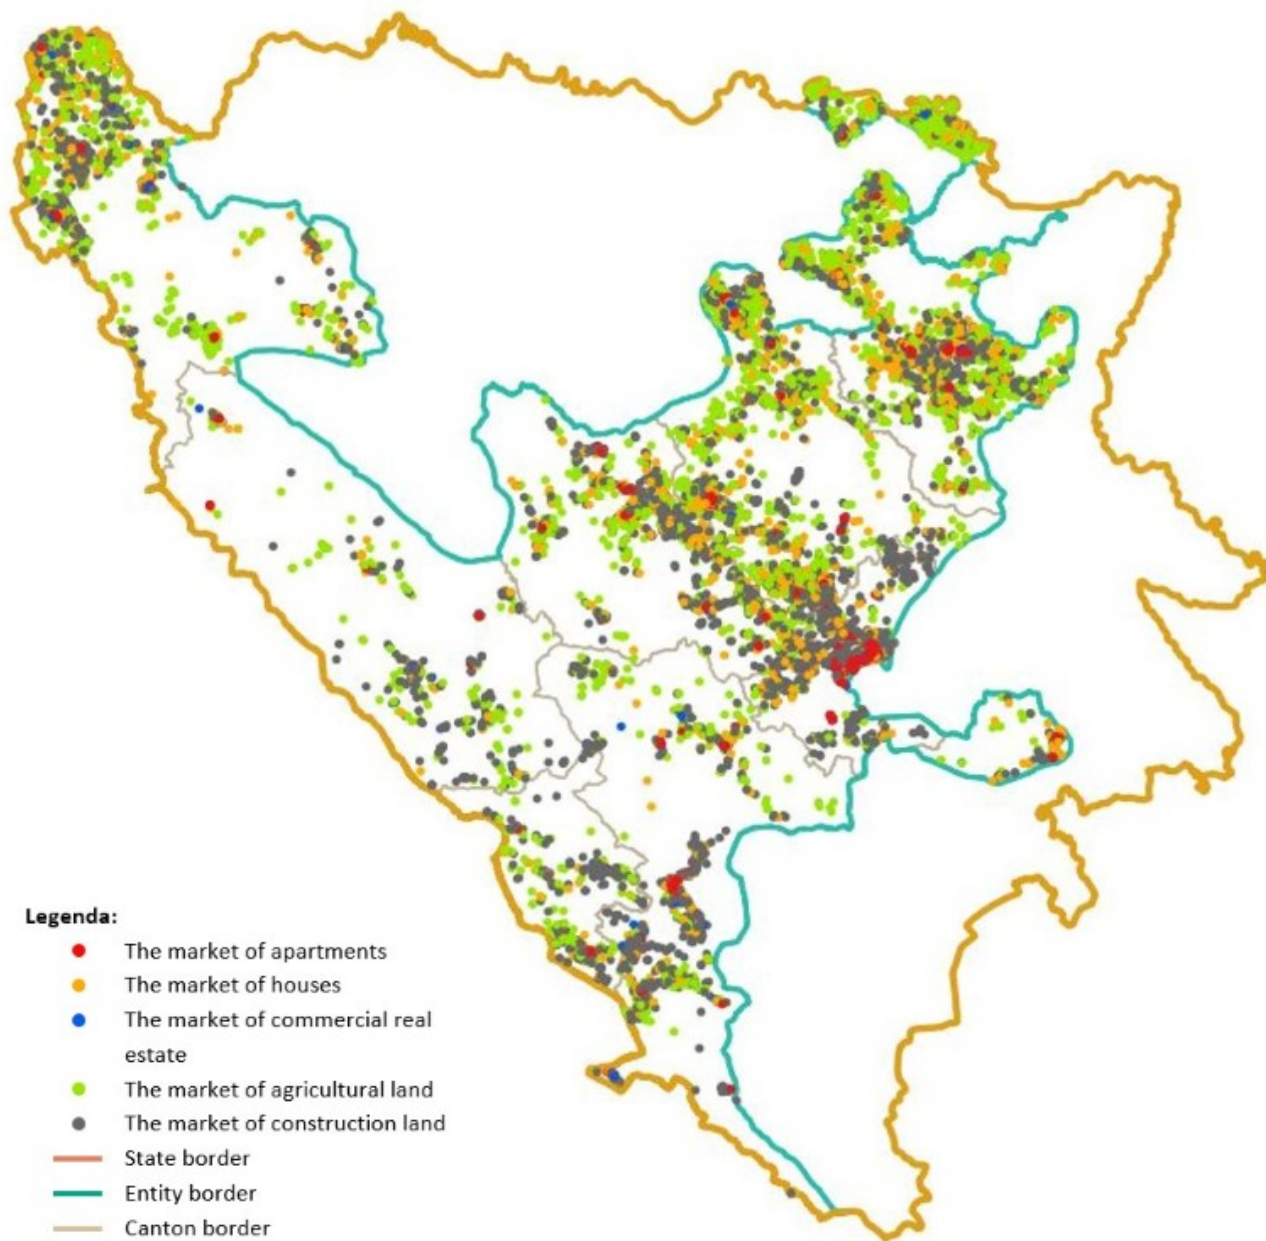 Legenda:
The market of apartments
The market of houses
The market of commercial real
estate
The market of agricultural land
The market of construction land
State border
Entity border
Canton border